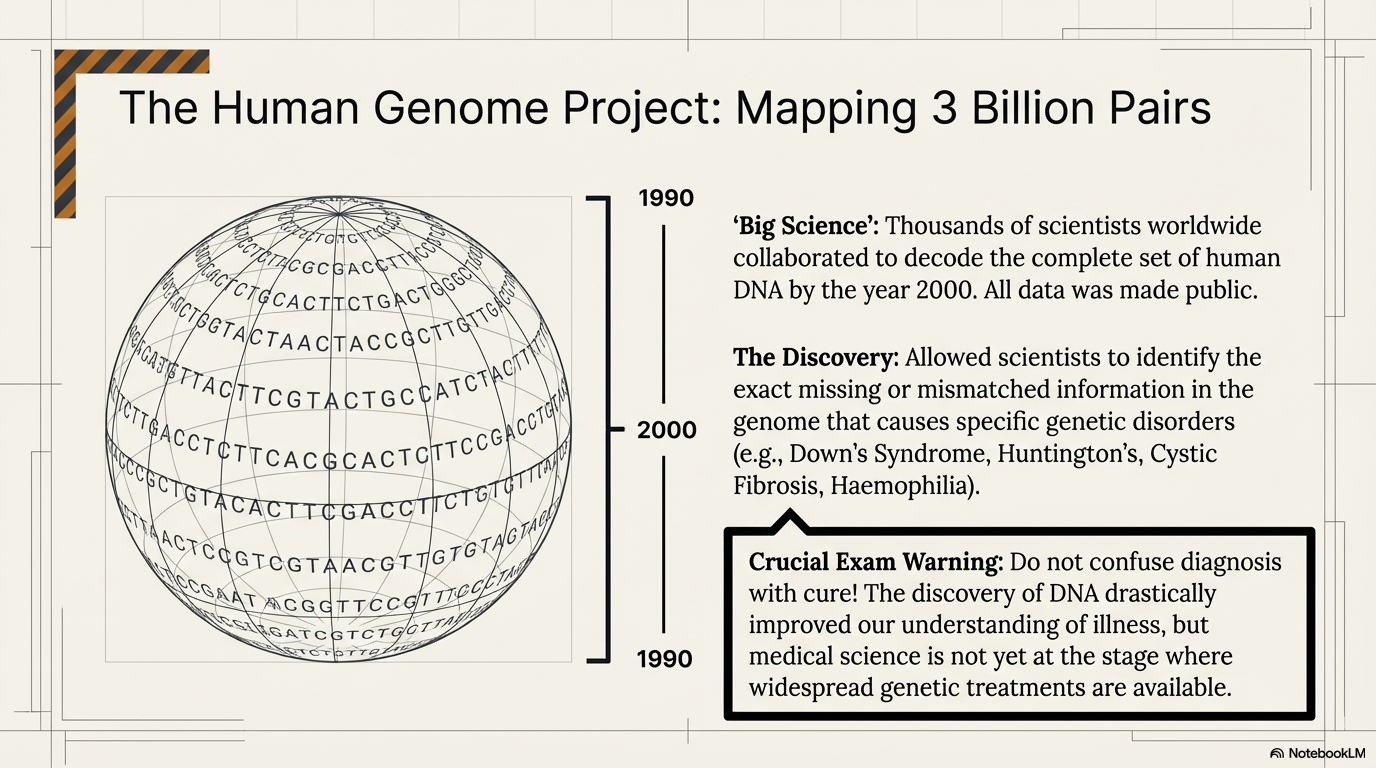 The Human Genome Project: Mapping 3 Billion Pairs
1990
2000
1990
‘Big Science’: Thousands of scientists worldwide
collaborated to decode the complete set of human
DNA by the year 2000. All data was made public.
The Discovery: Allowed scientists to identify the
exact missing or mismatched information in the
genome that causes specific genetic disorders
(e.g., Down’s Syndrome, Huntington’s, Cystic
Fibrosis, Haemophilia).
Crucial Exam Warning: Do not confuse diagnosis
with cure! The discovery of DNA drastically
improved our understanding of illness, but
medical science is not yet at the stage where
widespread genetic treatments are available.
NotebookLM